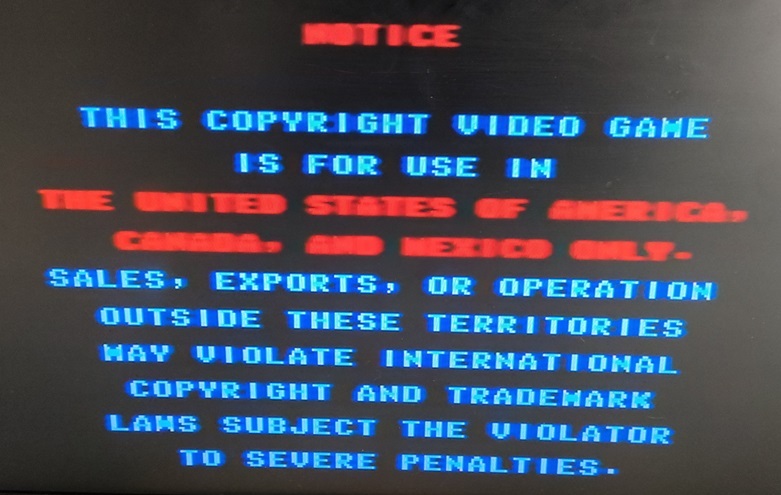 NOTICE
THIS COPYRIGHT VIDEO GAME
IS FOR USE IN
THE UNITED STATES OF AMERICA,
CANADA, AND MEXICO ONLY.
SALES, EXPORTS, OR OPERATION
OUTSIDE THESE TERRITORIES
MAY VIOLATE INTERNATIONAL
COPYRIGHT AND TRADEMARK
LAWS SUBJECT THE VIOLATOR
TO SEVERE PENALTIES.